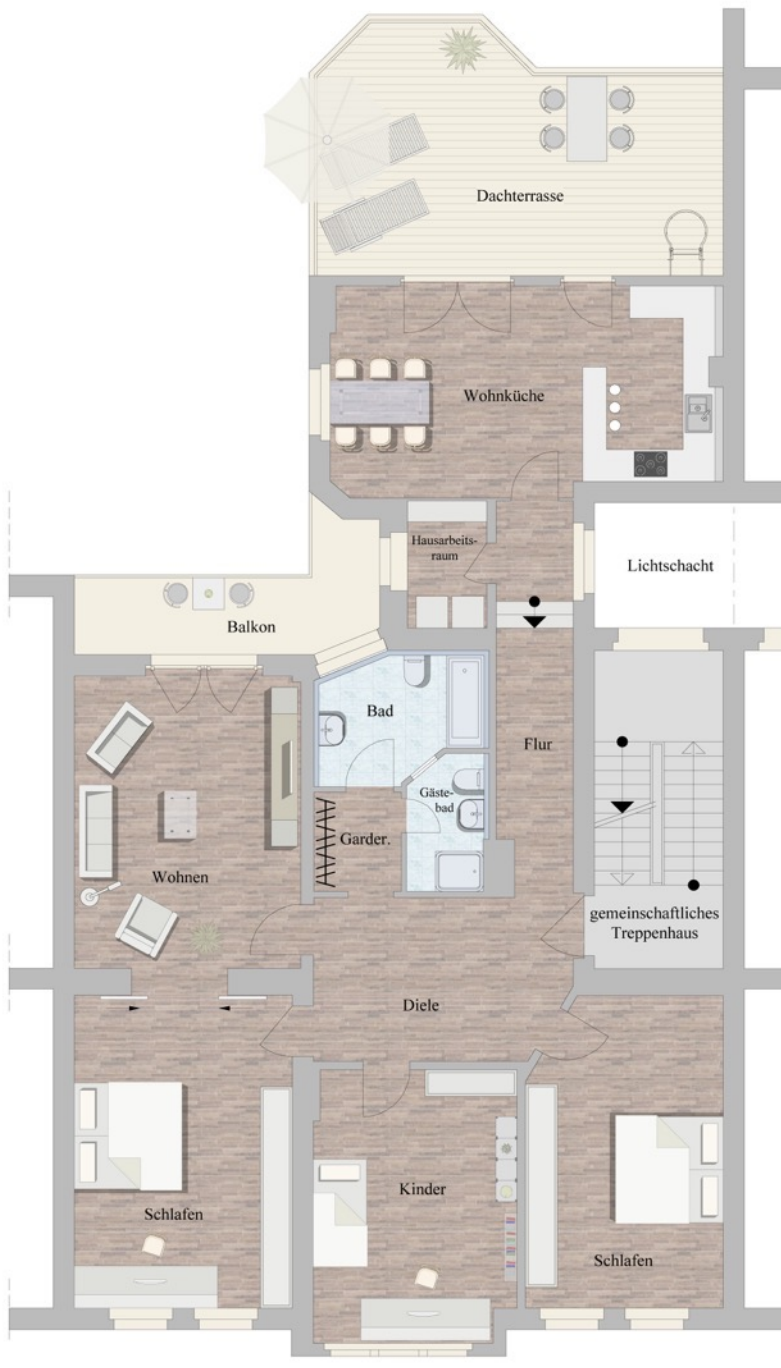 Dachterrasse
Wohnküche
Hausarbeits-
raum
Lichtschacht
Balkon
Bad
Flur
Gäste-
bad
Garder.
Wohnen
gemeinschaftliches
Treppenhaus
Diele
Kinder
Schlafen
Schlafen